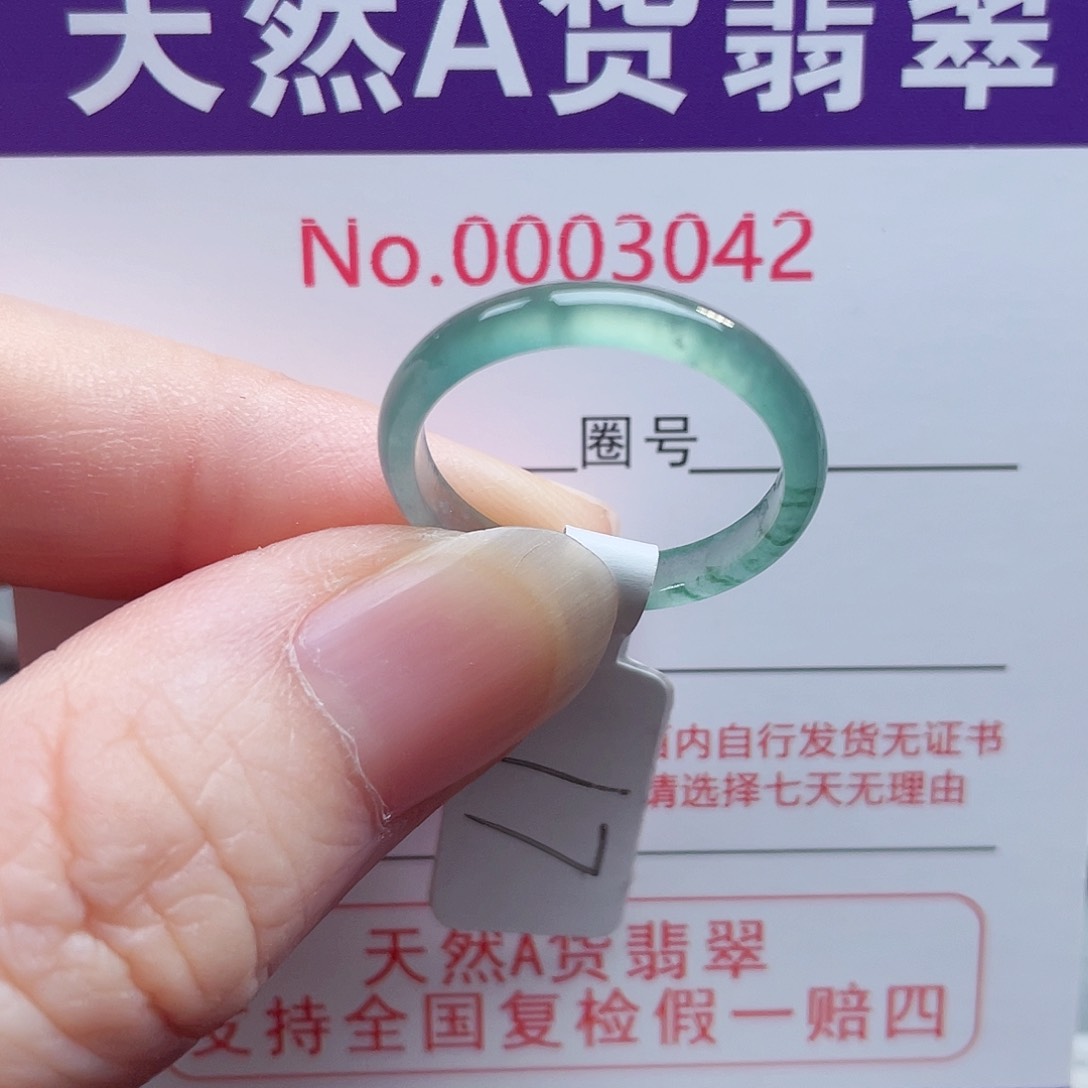 天然A货翡翠
No.0003042
圈号
内自行发货无证书
请选择七天无理由
17
天然A货翡翠
支持全国复检假一赔四